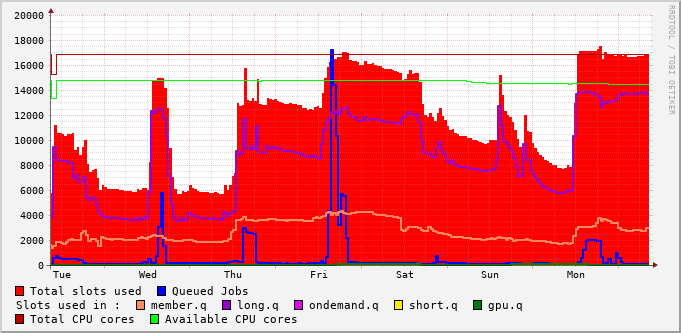 20000
18000
16000
14000
12000
10000
8000
6000
4000
2000
0
Tue Wed Thu Fri Sat Sun Mon
RRDTOOL / TOBI OETIKER
Total slots used Queued Jobs
Slots used in : member.q long.q ondemand.q short.q gpu.q
Total CPU cores Available CPU cores